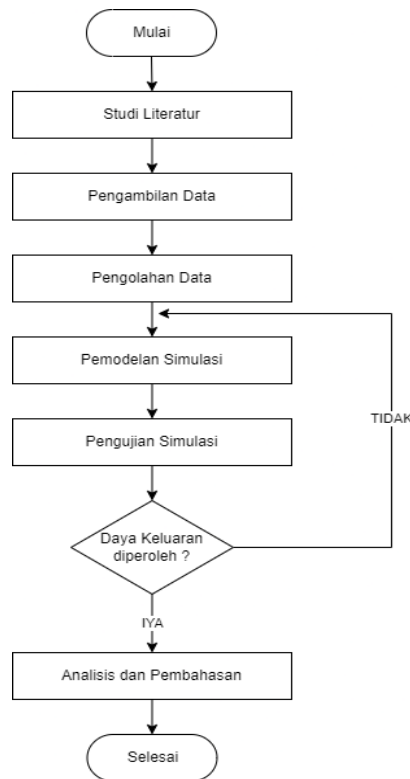 Mulai
Studi Literatur
Pengambilan Data
Pengolahan Data
Pemodelan Simulasi
TIDAK
Pengujian Simulasi
Daya Keluaran
diperoleh ?
IYA
Analisis dan Pembahasan
Selesai